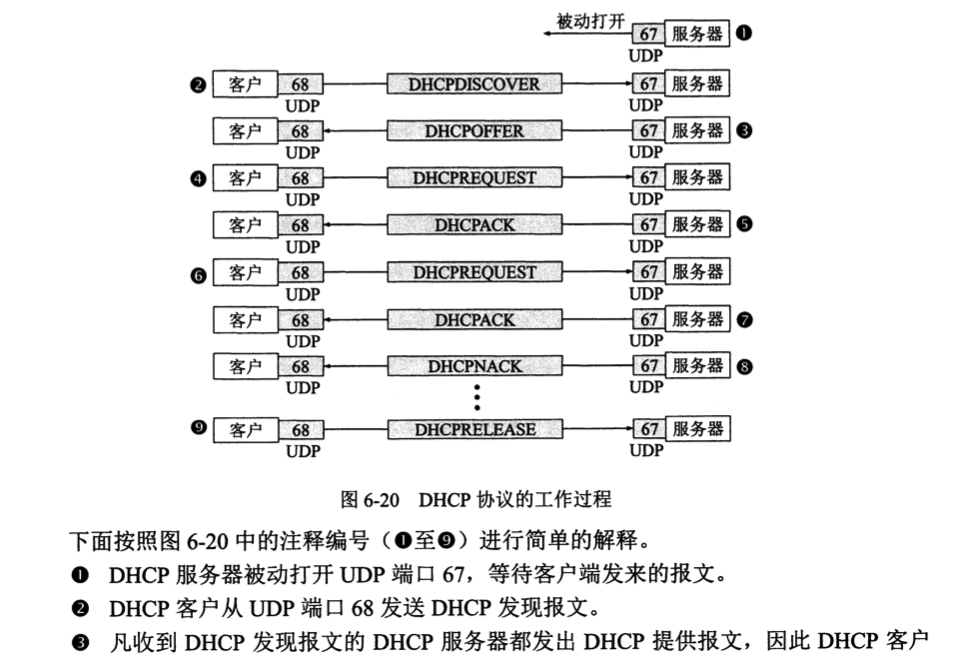 被动打开 67 服务器 ❶
UDP
❷ 客户 68 DHCPDISCOVER 67 服务器
UDP UDP
客户 68 DHCPOFFER 67 服务器 ❸
UDP UDP
❹ 客户 68 DHCPREQUEST 67 服务器
UDP UDP
客户 68 DHCPACK 67 服务器 ❺
UDP UDP
❻ 客户 68 DHCPREQUEST 67 服务器
UDP UDP
客户 68 DHCPACK 67 服务器 ❼
UDP UDP
客户 68 DHCPNACK 67 服务器 ❽
UDP UDP
❾ 客户 68 DHCPRELEASE 67 服务器
UDP UDP
图 6-20 DHCP 协议的工作过程
下面按照图 6-20 中的注释编号（❶至❾）进行简单的解释。
❶ DHCP 服务器被动打开 UDP 端口 67，等待客户端发来的报文。
❷ DHCP 客户从 UDP 端口 68 发送 DHCP 发现报文。
❸ 凡收到 DHCP 发现报文的 DHCP 服务器都发出 DHCP 提供报文，因此 DHCP 客户